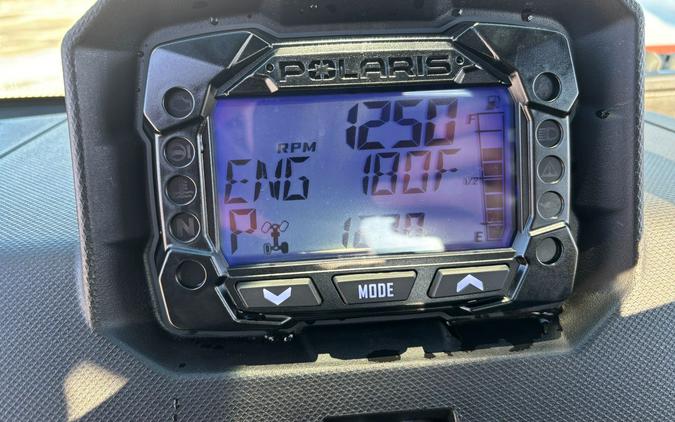 POLARIS
1250
RPM
F
ENG 180F
1/2
P
E
N
MODE